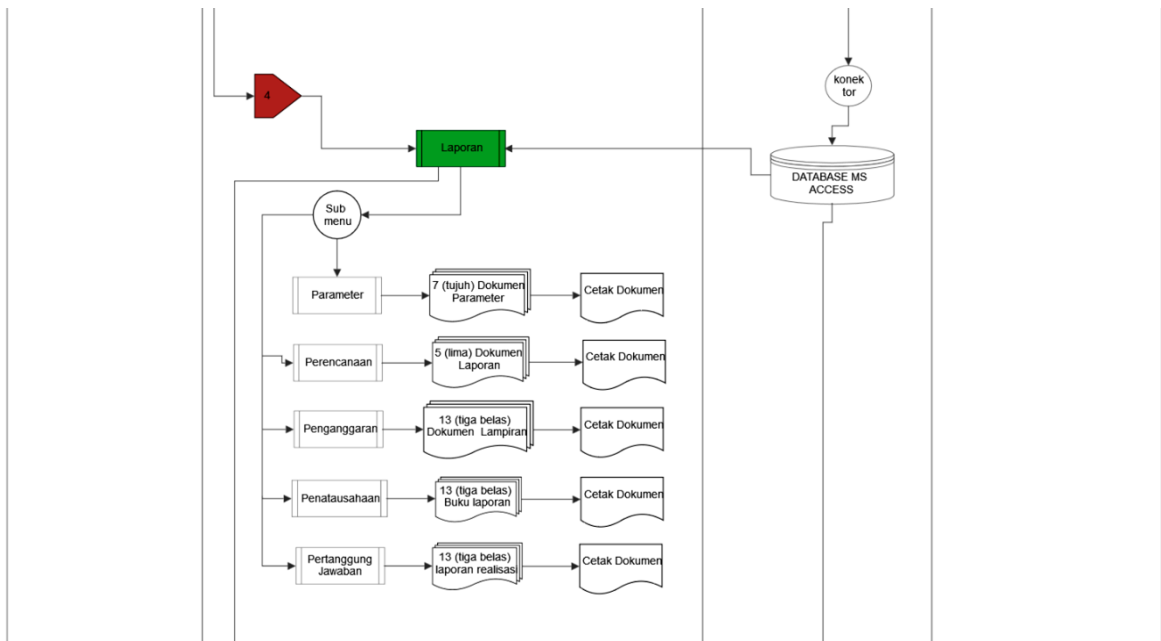 konek
tor
4
Laporan
DATABASE MS
ACCESS
Sub
menu
Parameter
7 (tujuh) Dokumen
Parameter
Cetak Dokumen
Perencanaan
5 (lima) Dokumen
Laporan
Cetak Dokumen
Penganggaran
13 (tiga belas)
Dokumen Lampiran
Cetak Dokumen
Penatausahaan
13 (tiga belas)
Buku laporan
Cetak Dokumen
Pertanggung
Jawaban
13 (tiga belas)
laporan realisasi
Cetak Dokumen